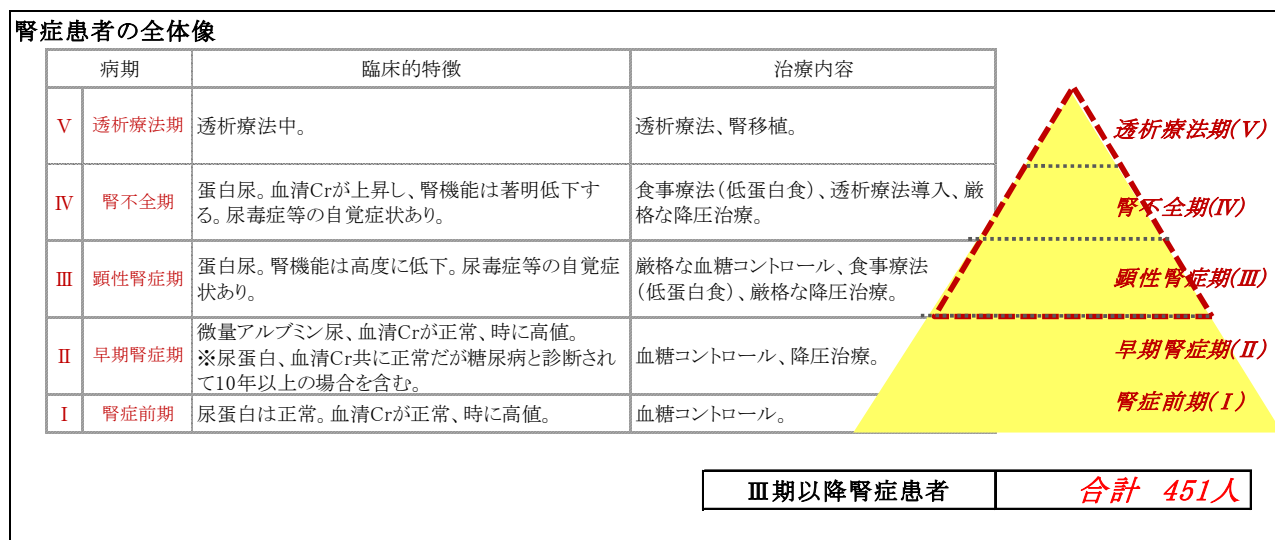 腎症患者の全体像
病期
臨床的特徴
治療内容
Ⅴ
透析療法期
透析療法中。
透析療法、腎移植。
透析療法期(Ⅴ)
Ⅳ
腎不全期
蛋白尿。血清Crが上昇し、腎機能は著明低下す
る。尿毒症等の自覚症状あり。
食事療法(低蛋白食)、透析療法導入、厳
格な降圧治療。
腎不全期(Ⅳ)
Ⅲ
顕性腎症期
蛋白尿。腎機能は高度に低下。尿毒症等の自覚症
状あり。
厳格な血糖コントロール、食事療法
(低蛋白食)、厳格な降圧治療。
顕性腎症期(Ⅲ)
Ⅱ
早期腎症期
微量アルブミン尿、血清Crが正常、時に高値。
※尿蛋白、血清Cr共に正常だが糖尿病と診断され
て10年以上の場合を含む。
血糖コントロール、降圧治療。
早期腎症期(Ⅱ)
Ⅰ
腎症前期
尿蛋白は正常。血清Crが正常、時に高値。
血糖コントロール。
腎症前期(Ⅰ)
Ⅲ期以降腎症患者
合計 451人